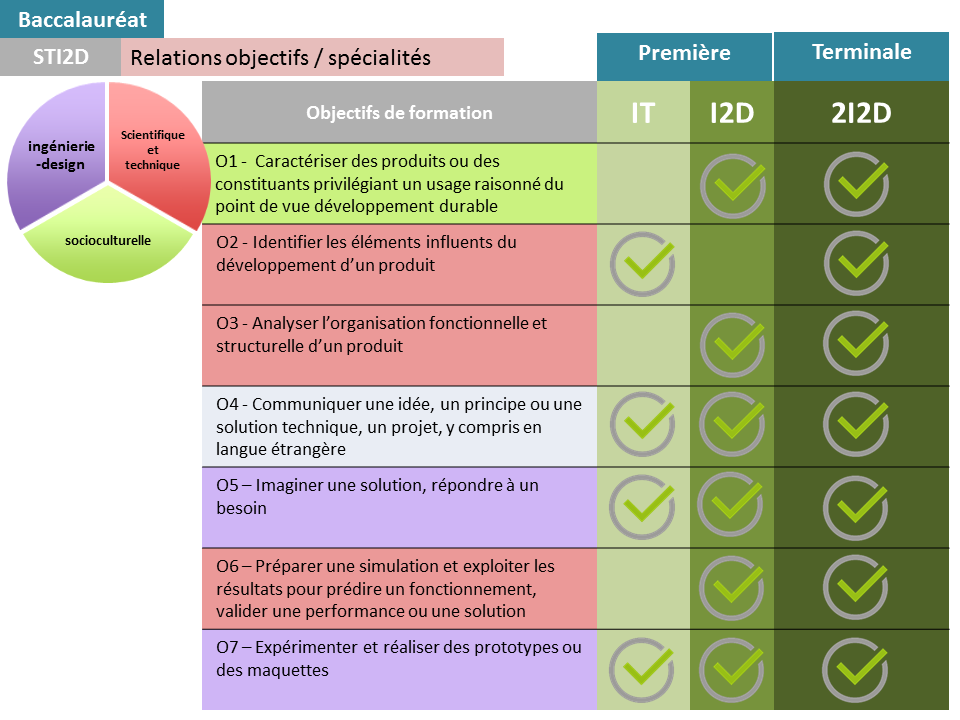 Baccalauréat
STI2D
Relations objectifs / spécialités
Première
Terminale
Objectifs de formation
IT
I2D
2I2D
ingénierie
-design
Scientifique
et
technique
socioculturelle
O1 - Caractériser des produits ou des
constituants privilégiant un usage raisonné du
point de vue développement durable
O2 - Identifier les éléments influents du
développement d’un produit
O3 - Analyser l’organisation fonctionnelle et
structurelle d’un produit
O4 - Communiquer une idée, un principe ou une
solution technique, un projet, y compris en
langue étrangère
O5 – Imaginer une solution, répondre à un
besoin
O6 – Préparer une simulation et exploiter les
résultats pour prédire un fonctionnement,
valider une performance ou une solution
O7 – Expérimenter et réaliser des prototypes ou
des maquettes